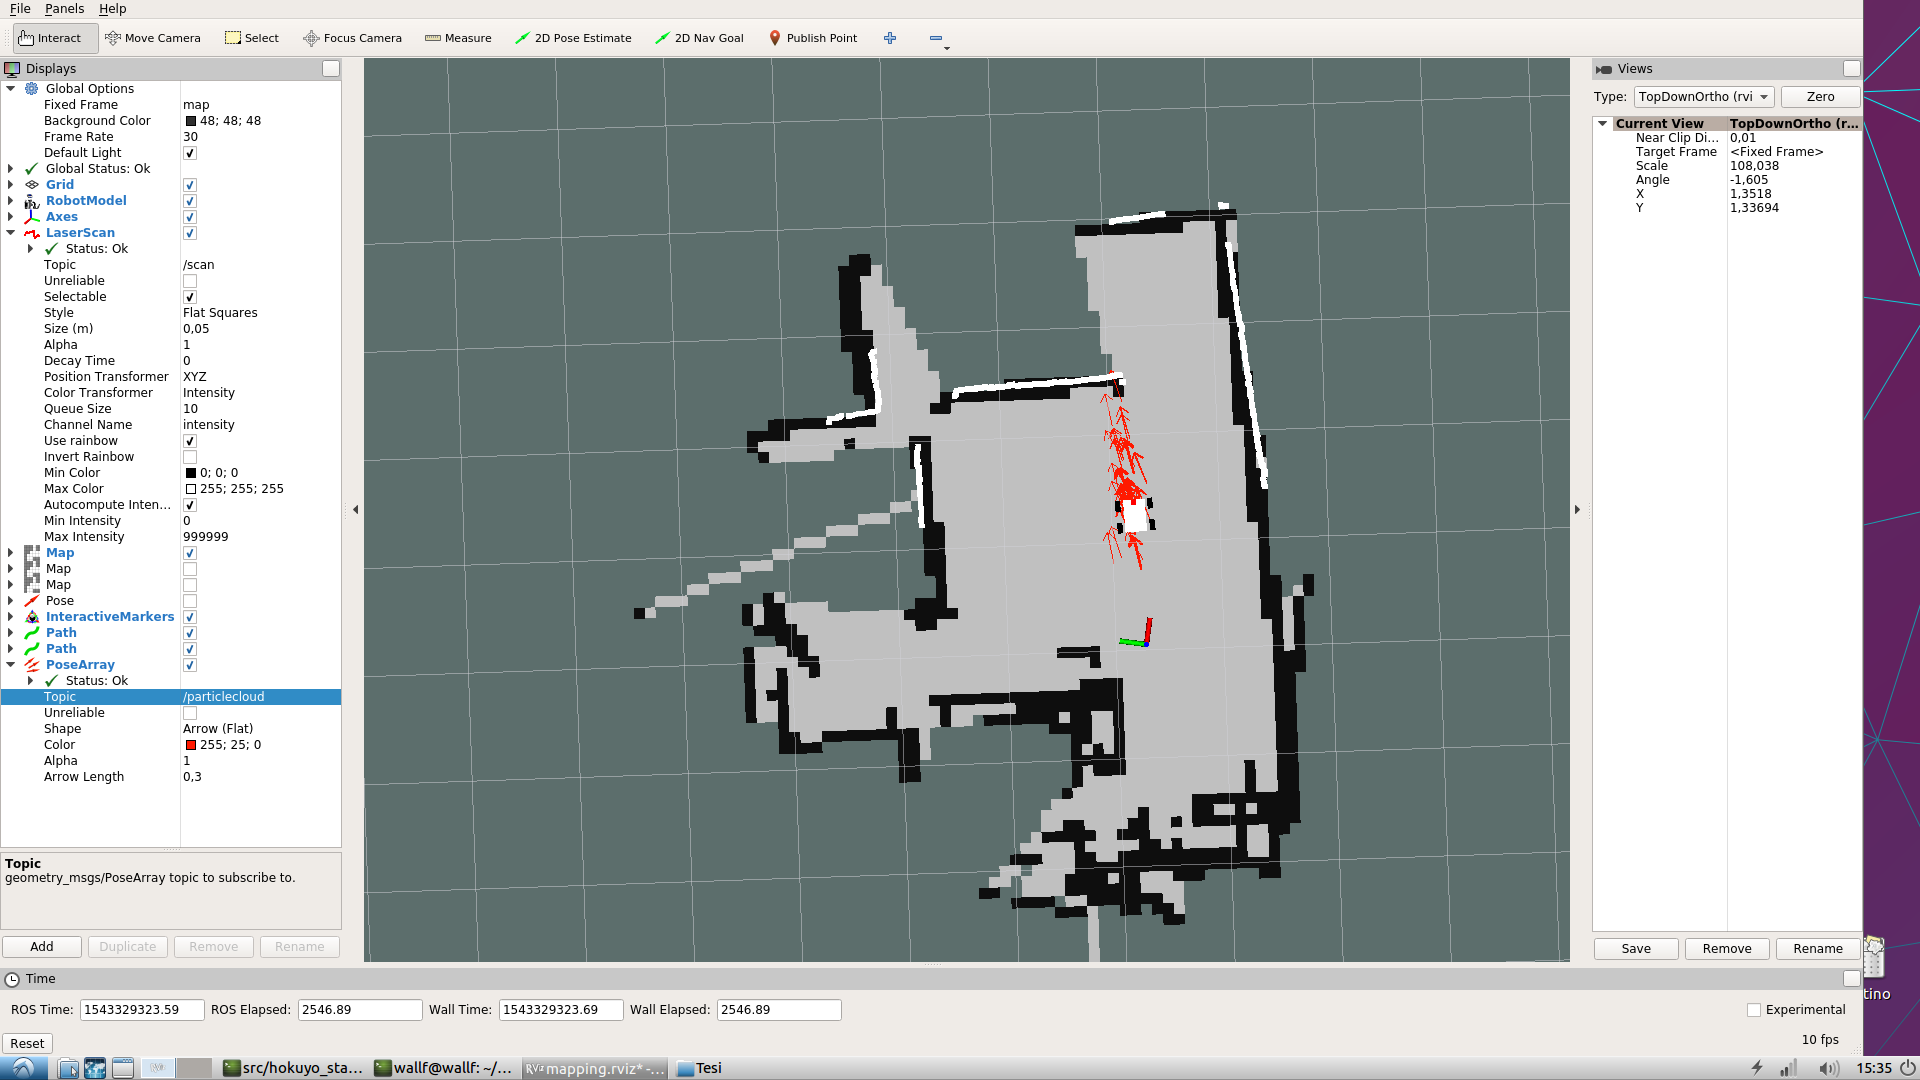 File Panels Help
Interact Move Camera Select Focus Camera Measure 2D Pose Estimate 2D Nav Goal Publish Point
Displays
Global Options
Fixed Frame map
Background Color 48; 48; 48
Frame Rate 30
Default Light
Global Status: Ok
Grid
RobotModel
Axes
LaserScan
Status: Ok
Topic /scan
Unreliable
Selectable
Style Flat Squares
Size (m) 0,05
Alpha 1
Decay Time 0
Position Transformer XYZ
Color Transformer Intensity
Queue Size 10
Channel Name intensity
Use rainbow
Invert Rainbow
Min Color 0; 0; 0
Max Color 255; 255; 255
Autocompute Inten...
Min Intensity 0
Max Intensity 999999
Map
Map
Map
Pose
InteractiveMarkers
Path
Path
PoseArray
Status: Ok
Topic /particlecloud
Unreliable
Shape Arrow (Flat)
Color 255; 25; 0
Alpha 1
Arrow Length 0,3
Topic
geometry_msgs/PoseArray topic to subscribe to.
Add Duplicate Remove Rename
Views
Type: TopDownOrtho (rvi Zero
Current View TopDownOrtho (r...
Near Clip Di... 0,01
Target Frame <Fixed Frame>
Scale 108,038
Angle -1,605
X 1,3518
Y 1,33694
Save Remove Rename
tino
Time
ROS Time: 1543329323.59 ROS Elapsed: 2546.89 Wall Time: 1543329323.69 Wall Elapsed: 2546.89 Experimental
Reset 10 fps
src/hokuyo_sta... wallf@wallf: ~/... mapping.rviz* -... Tesi 15:35